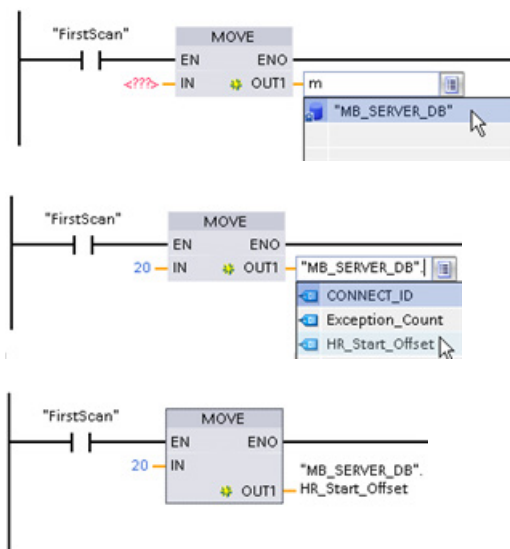 "FirstScan"
MOVE
EN ENO
<???> IN OUT1 m
"MB_SERVER_DB"
"FirstScan"
MOVE
EN ENO
20 IN OUT1 "MB_SERVER_DB".
CONNECT_ID
Exception_Count
HR_Start_Offset
"FirstScan"
MOVE
EN ENO
20 IN
"MB_SERVER_DB".
OUT1 HR_Start_Offset